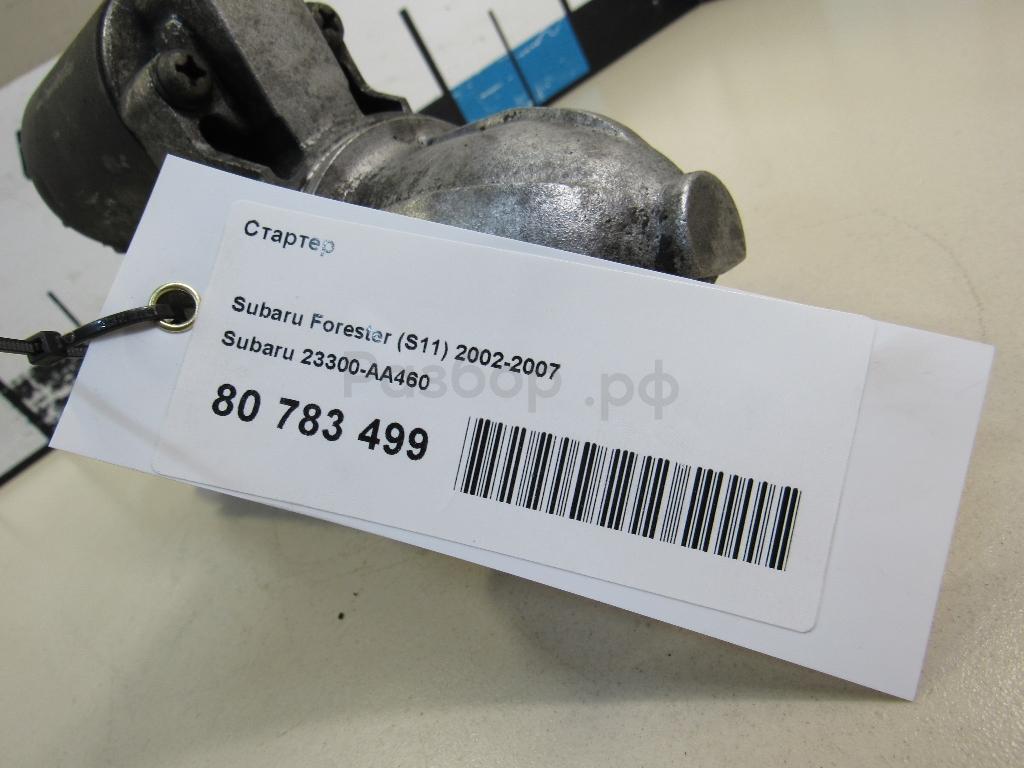 Стартер
Subaru Forester (S11) 2002-2007
Subaru 23300-AA460
80 783 499
Разбор.рф